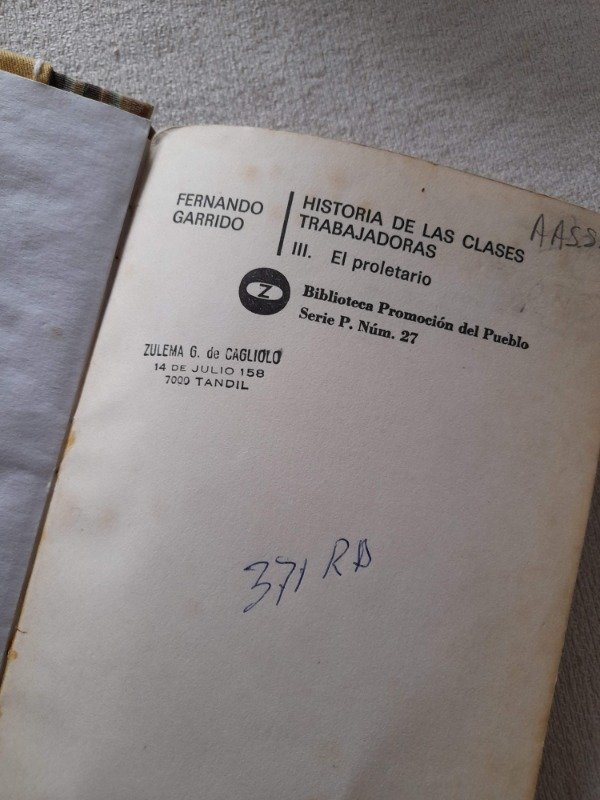 FERNANDO
GARRIDO
HISTORIA DE LAS CLASES
TRABAJADORAS
III. El proletario
Z
Biblioteca Promoción del Pueblo
Serie P. Núm. 27
ZULEMA G. de CAGLIOLO
14 DE JULIO 158
7000 TANDIL
371 RD